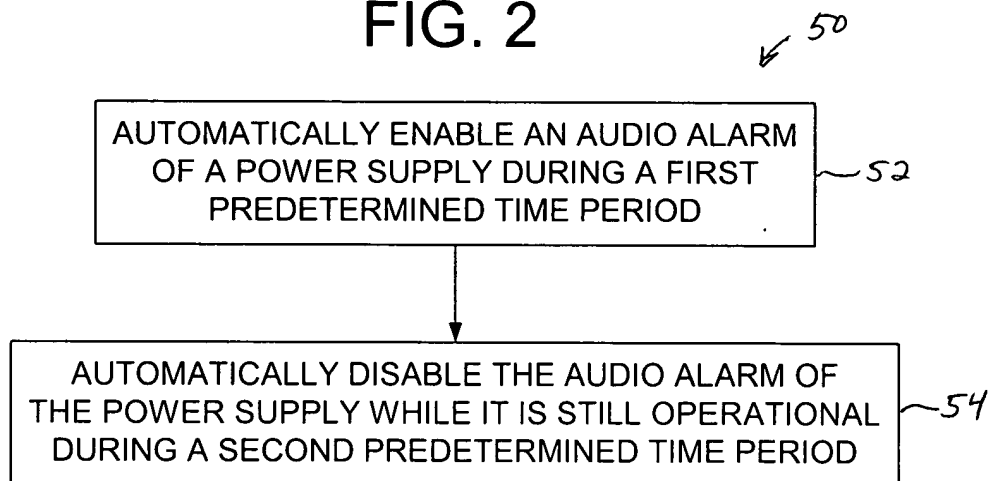 FIG. 2
50
AUTOMATICALLY ENABLE AN AUDIO ALARM
OF A POWER SUPPLY DURING A FIRST
PREDETERMINED TIME PERIOD
52
AUTOMATICALLY DISABLE THE AUDIO ALARM OF
THE POWER SUPPLY WHILE IT IS STILL OPERATIONAL
DURING A SECOND PREDETERMINED TIME PERIOD
54